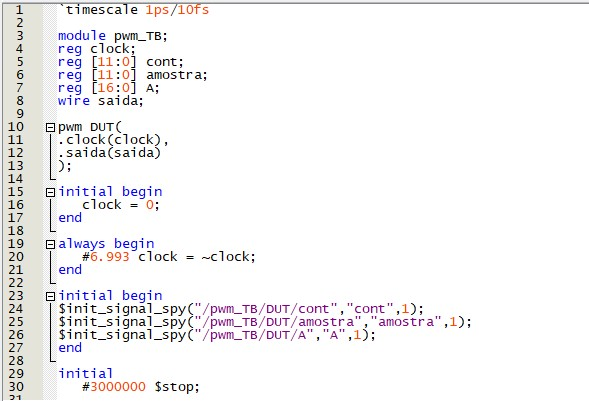 1 `timescale 1ps/10fs
2
3 module pwm_TB;
4 reg clock;
5 reg [11:0] cont;
6 reg [11:0] amostra;
7 reg [16:0] A;
8 wire saida;
9
10 pwm DUT(
11 .clock(clock),
12 .saida(saida)
13 );
14
15 initial begin
16 clock = 0;
17 end
18
19 always begin
20 #6.993 clock = ~clock;
21 end
22
23 initial begin
24 $init_signal_spy("/pwm_TB/DUT/cont","cont",1);
25 $init_signal_spy("/pwm_TB/DUT/amostra","amostra",1);
26 $init_signal_spy("/pwm_TB/DUT/A","A",1);
27 end
28
29 initial
30 #3000000 $stop;
31